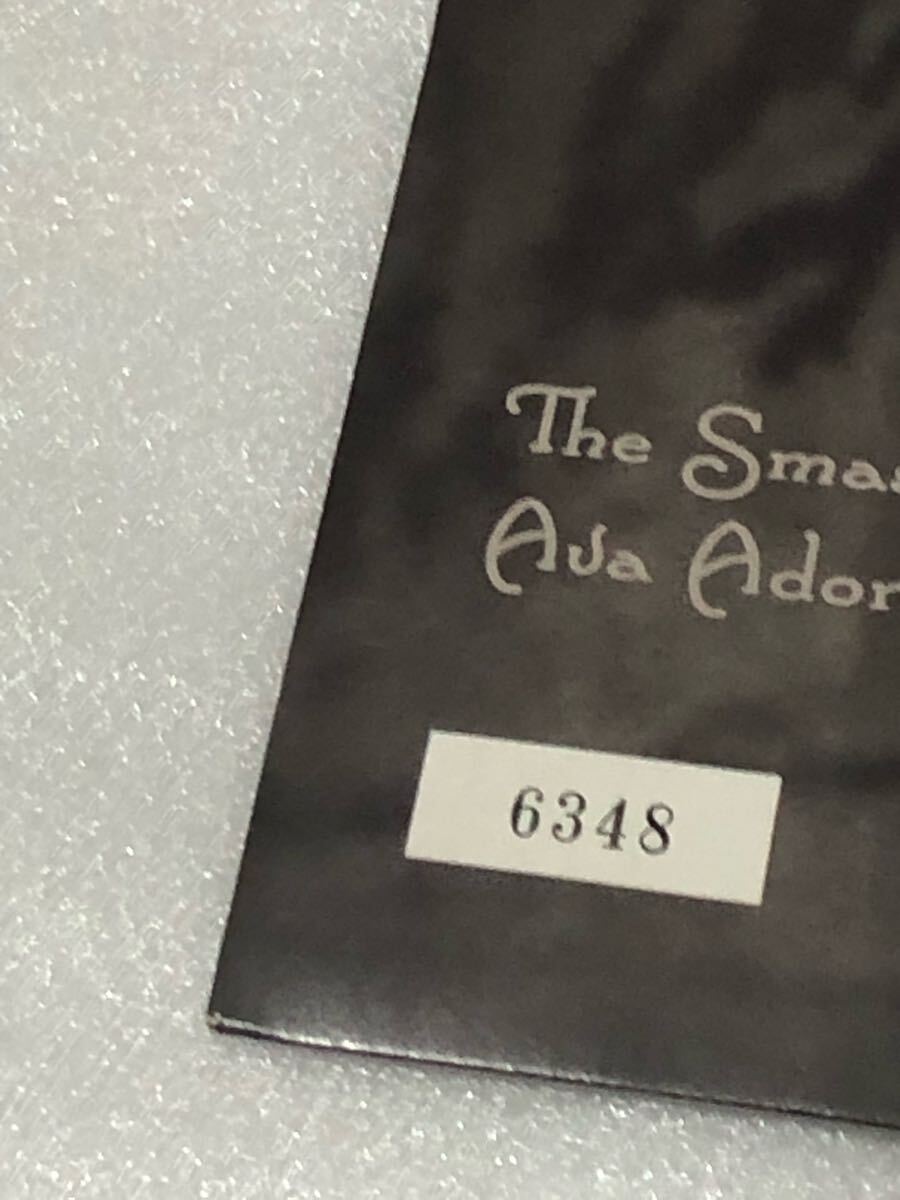 The Smas
Ava Ador
6348